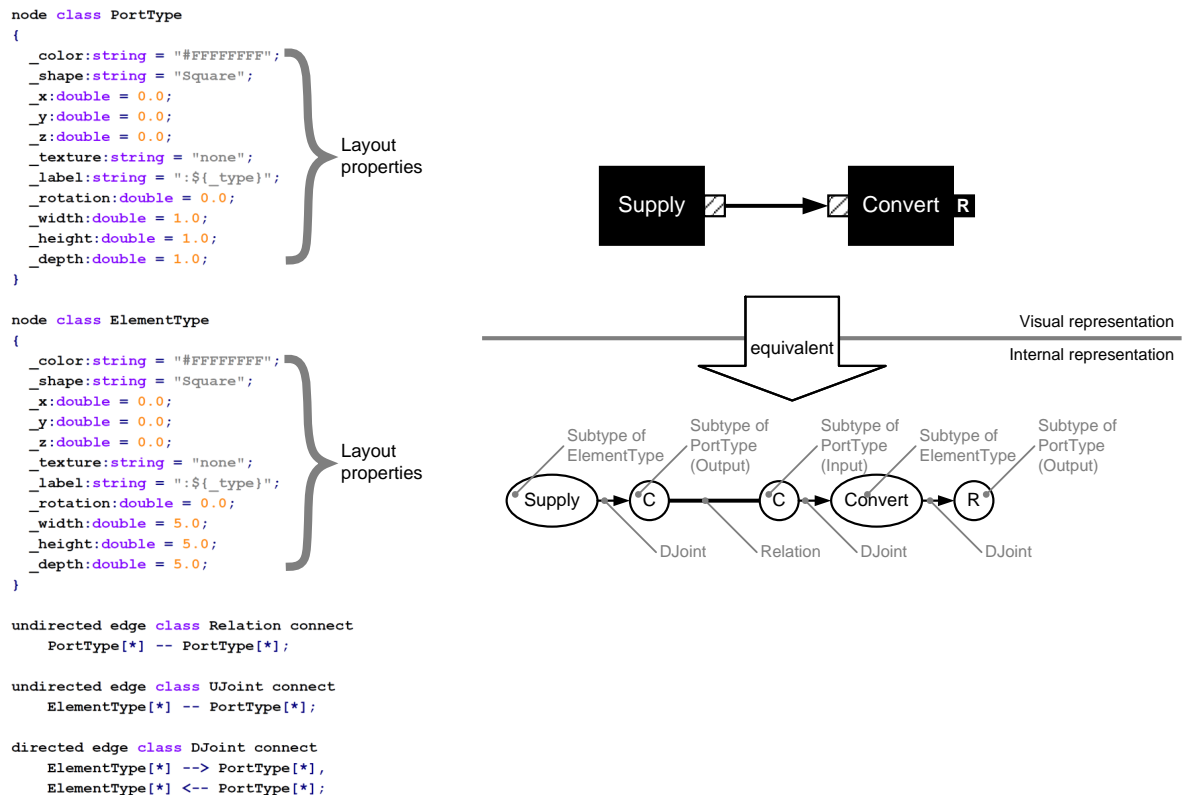 node class PortType
{
_color:string = "#FFFFFFFF";
_shape:string = "Square";
_x:double = 0.0;
_y:double = 0.0;
_z:double = 0.0;
_texture:string = "none";
_label:string = ":${_type}";
_rotation:double = 0.0;
_width:double = 1.0;
_height:double = 1.0;
_depth:double = 1.0;
}
Layout
properties
node class ElementType
{
_color:string = "#FFFFFFFF";
_shape:string = "Square";
_x:double = 0.0;
_y:double = 0.0;
_z:double = 0.0;
_texture:string = "none";
_label:string = ":${_type}";
_rotation:double = 0.0;
_width:double = 5.0;
_height:double = 5.0;
_depth:double = 5.0;
}
Layout
properties
undirected edge class Relation connect
PortType[*] -- PortType[*];
undirected edge class UJoint connect
ElementType[*] -- PortType[*];
directed edge class DJoint connect
ElementType[*] --> PortType[*],
ElementType[*] <-- PortType[*];
Supply
Convert
R
Visual representation
equivalent
Internal representation
Subtype of
ElementType
Subtype of
PortType
(Output)
Subtype of
PortType
(Input)
Subtype of
ElementType
Subtype of
PortType
(Output)
Supply
C
C
Convert
R
DJoint
Relation
DJoint
DJoint